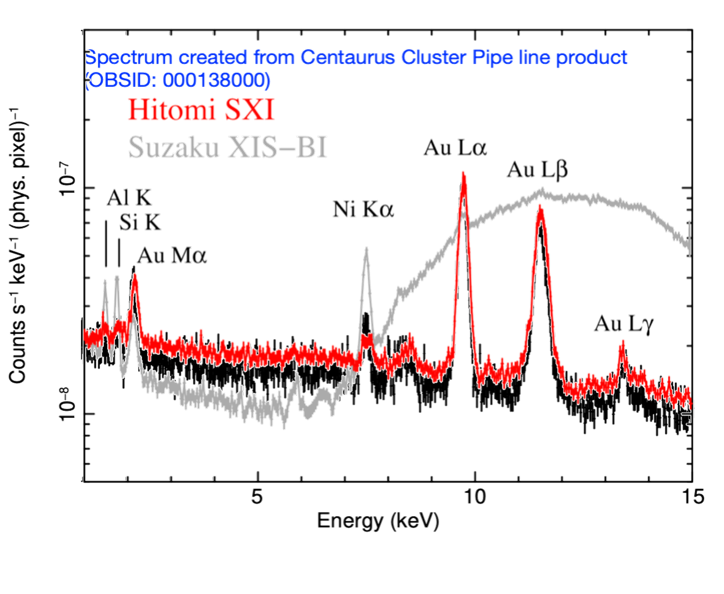 Spectrum created from Centaurus Cluster Pipe line product
(OBSID: 000138000)
Hitomi SXI
Suzaku XIS−BI
Au Lα
Au Lβ
Al K
Si K
Ni Kα
Au Mα
Au Lγ
Counts s⁻¹ keV⁻¹ (phys. pixel)⁻¹
10⁻⁷
10⁻⁸
5
10
15
Energy (keV)